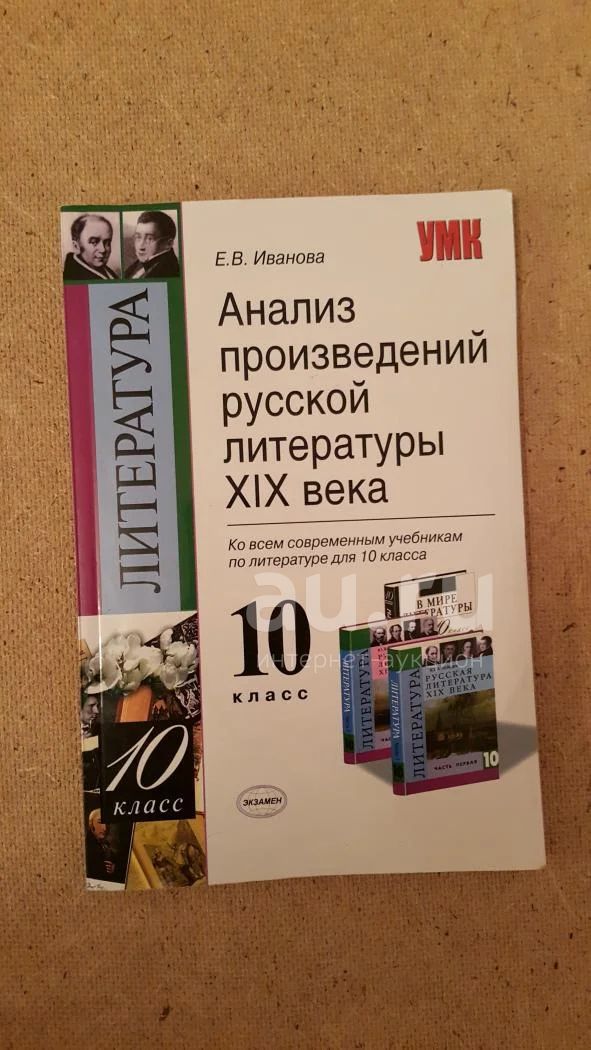 УМК
Е.В. Иванова
ЛИТЕРАТУРА
Анализ
произведений
русской
литературы
XIX века
Ко всем современным учебникам
по литературе для 10 класса
au.ru
интернет-аукцион
10
класс
В МИРЕ
ЛИТЕРАТУРЫ
10
ЛИТЕРАТУРА
ЛИТЕРАТУРА
РУССКАЯ
ЛИТЕРАТУРА
XIX ВЕКА
ЧАСТЬ ПЕРВАЯ
10
10
класс
ЭКЗАМЕН